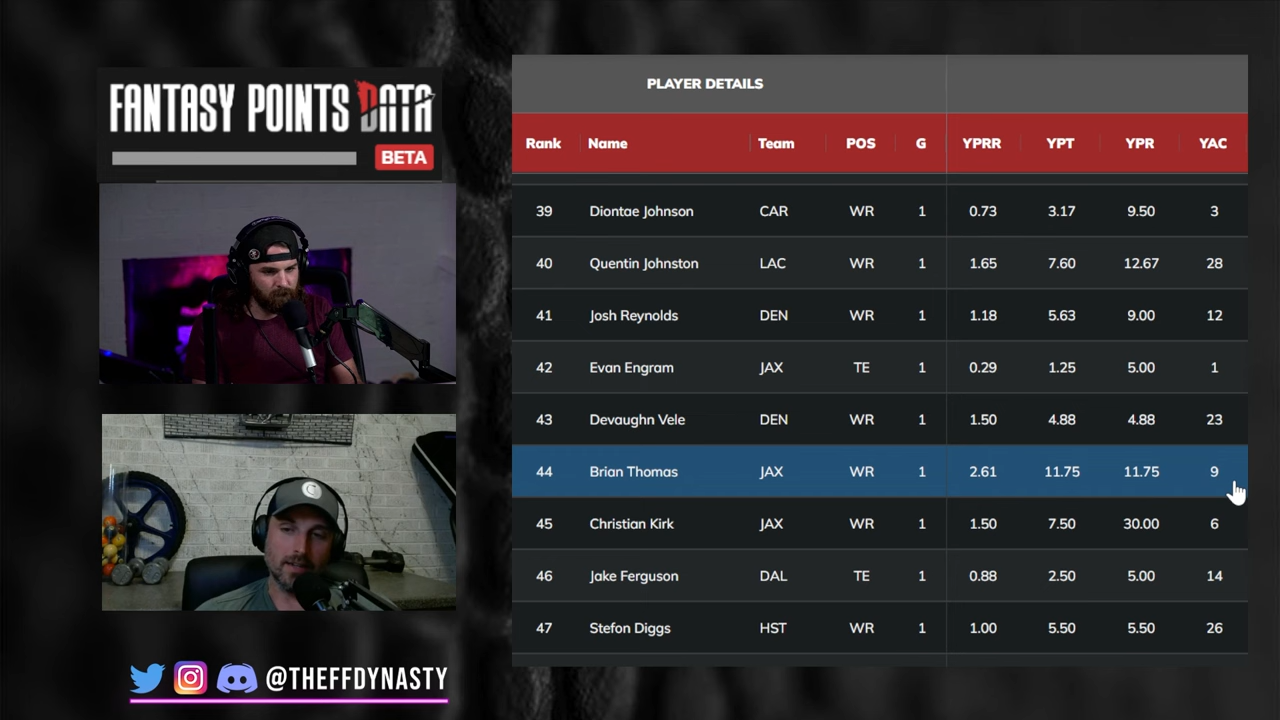 FANTASY POINTS DATA
BETA
PLAYER DETAILS
Rank Name Team POS G YPRR YPT YPR YAC
39 Diontae Johnson CAR WR 1 0.73 3.17 9.50 3
40 Quentin Johnston LAC WR 1 1.65 7.60 12.67 28
41 Josh Reynolds DEN WR 1 1.18 5.63 9.00 12
42 Evan Engram JAX TE 1 0.29 1.25 5.00 1
43 Devaughn Vele DEN WR 1 1.50 4.88 4.88 23
44 Brian Thomas JAX WR 1 2.61 11.75 11.75 9
45 Christian Kirk JAX WR 1 1.50 7.50 30.00 6
46 Jake Ferguson DAL TE 1 0.88 2.50 5.00 14
47 Stefon Diggs HST WR 1 1.00 5.50 5.50 26
@THEFFDYNASTY